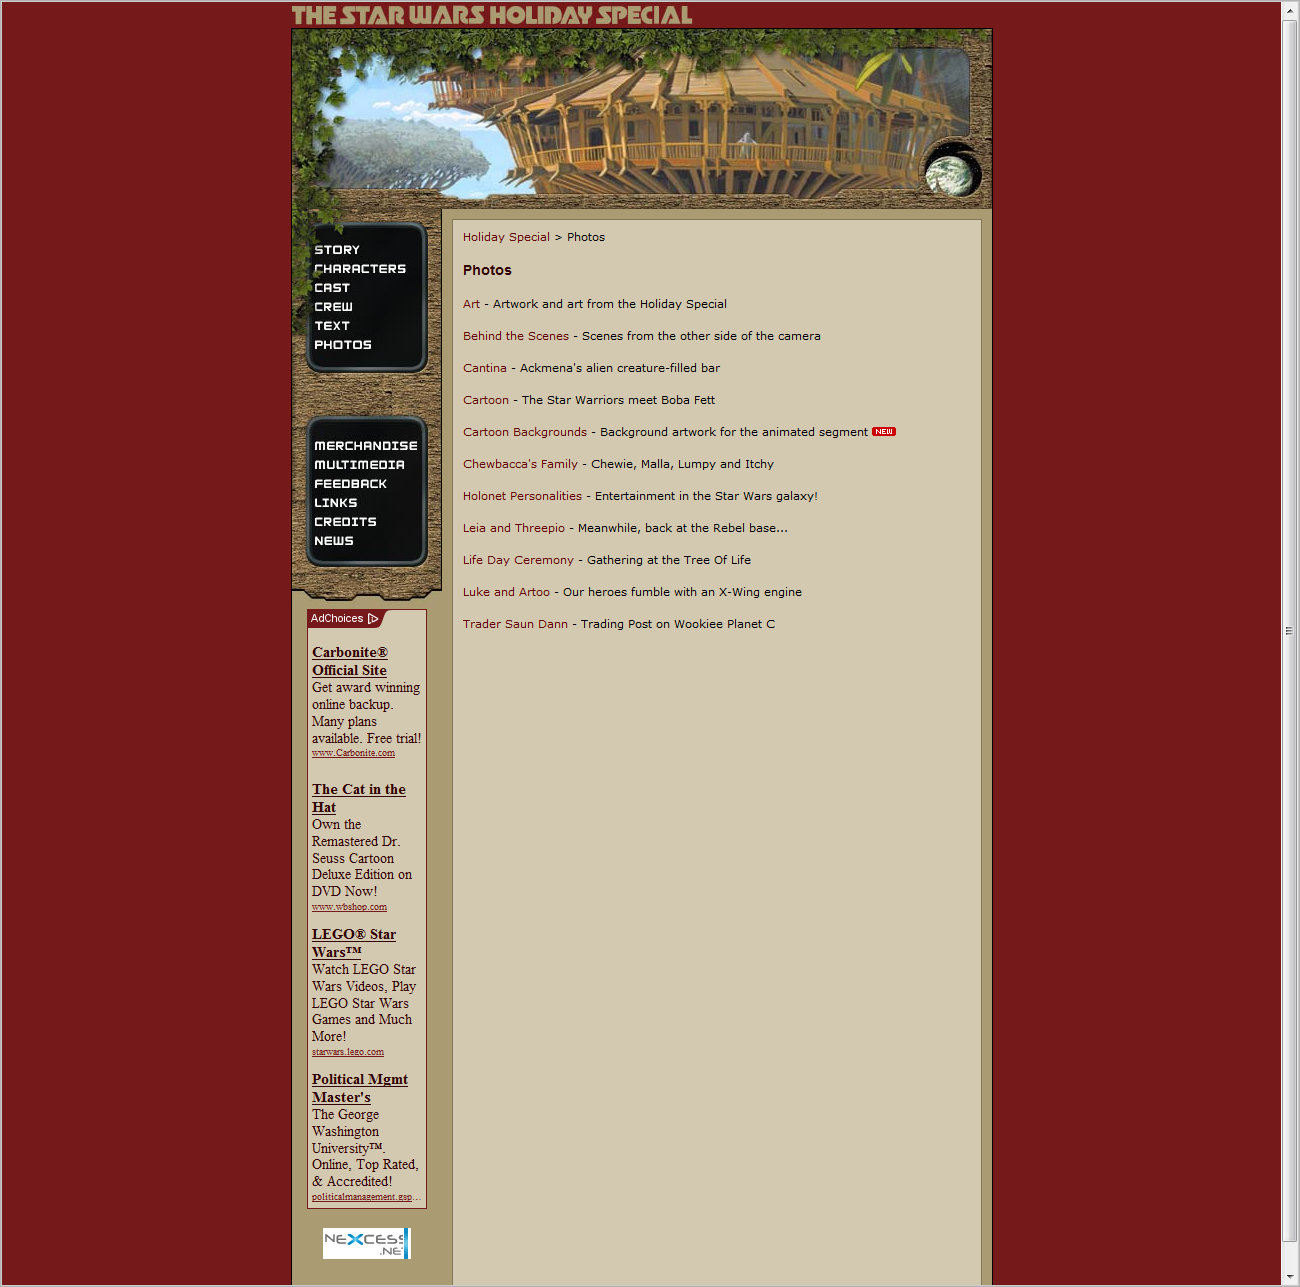 THE STAR WARS HOLIDAY SPECIAL
STORY
CHARACTERS
CAST
CREW
TEXT
PHOTOS
MERCHANDISE
MULTIMEDIA
FEEDBACK
LINKS
CREDITS
NEWS
AdChoices
Carbonite®
Official Site
Get award winning
online backup.
Many plans
available. Free trial!
www.Carbonite.com
The Cat in the
Hat
Own the
Remastered Dr.
Seuss Cartoon
Deluxe Edition on
DVD Now!
www.wbshop.com
LEGO® Star
Wars™
Watch LEGO Star
Wars Videos, Play
LEGO Star Wars
Games and Much
More!
starwars.lego.com
Political Mgmt
Master's
The George
Washington
University™.
Online, Top Rated,
& Accredited!
politicalmanagement.gsp...
NEXCESS
.NET
Holiday Special > Photos
Photos
Art - Artwork and art from the Holiday Special
Behind the Scenes - Scenes from the other side of the camera
Cantina - Ackmena's alien creature-filled bar
Cartoon - The Star Warriors meet Boba Fett
Cartoon Backgrounds - Background artwork for the animated segment NEW
Chewbacca's Family - Chewie, Malla, Lumpy and Itchy
Holonet Personalities - Entertainment in the Star Wars galaxy!
Leia and Threepio - Meanwhile, back at the Rebel base...
Life Day Ceremony - Gathering at the Tree Of Life
Luke and Artoo - Our heroes fumble with an X-Wing engine
Trader Saun Dann - Trading Post on Wookiee Planet C